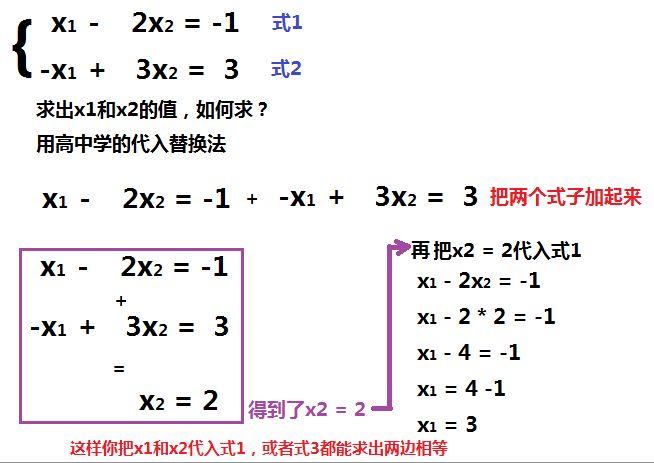 { x1 - 2x2 = -1 式1
-x1 + 3x2 = 3 式2
求出x1和x2的值，如何求？
用高中学的代入替换法
x1 - 2x2 = -1 + -x1 + 3x2 = 3 把两个式子加起来
x1 - 2x2 = -1
+
-x1 + 3x2 = 3
=
x2 = 2
得到了x2 = 2
再 把x2 = 2代入式1
x1 - 2x2 = -1
x1 - 2 * 2 = -1
x1 - 4 = -1
x1 = 4 -1
x1 = 3
这样你把x1和x2代入式1，或者式3都能求出两边相等